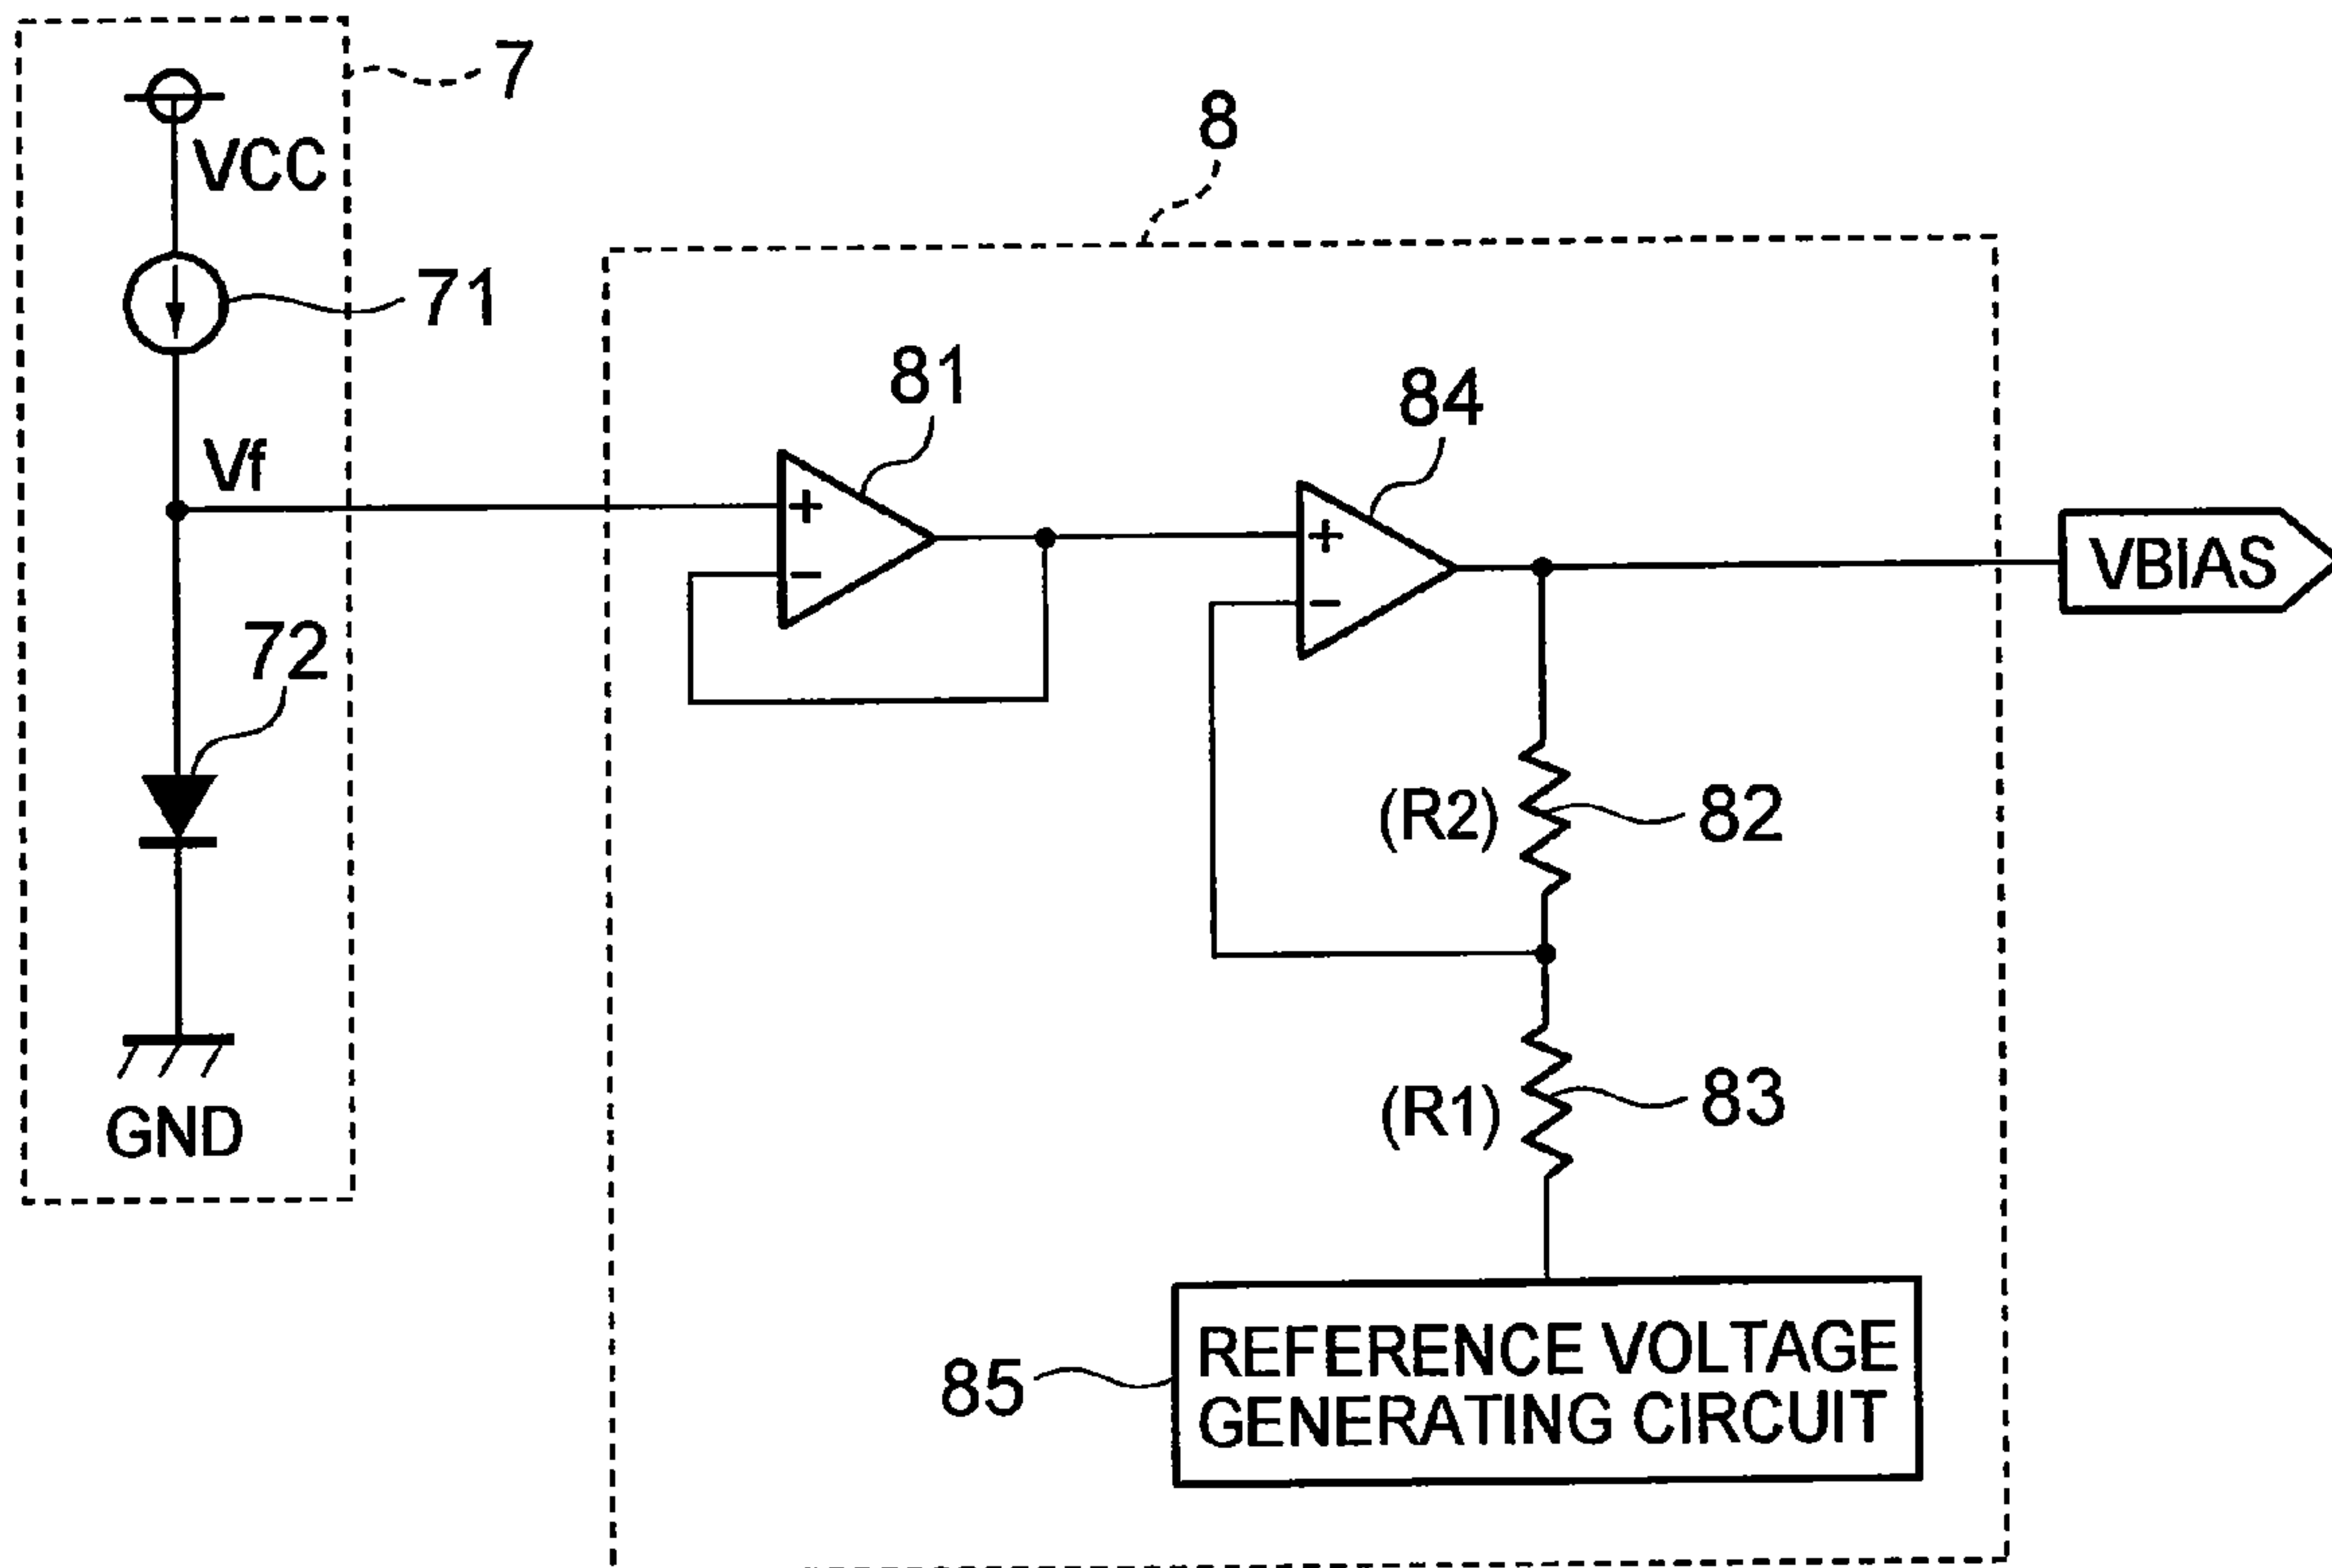 7
VCC
8
71
81
84
Vf
+
+
VBIAS
−
−
72
(R2)
82
(R1)
83
GND
REFERENCE VOLTAGE
GENERATING CIRCUIT
85